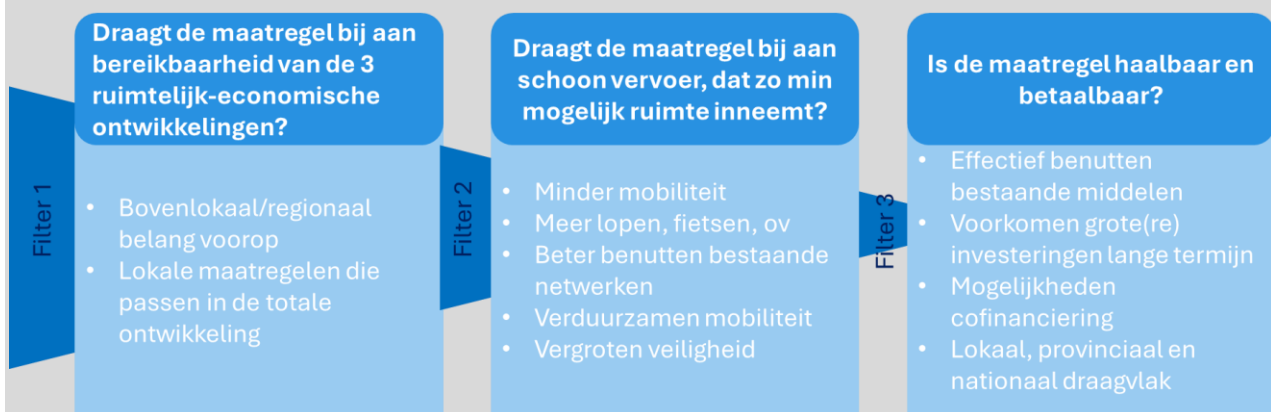 Filter 1
Draagt de maatregel bij aan
bereikbaarheid van de 3
ruimtelijk-economische
ontwikkelingen?
• Bovenlokaal/regionaal
belang voorop
• Lokale maatregelen die
passen in de totale
ontwikkeling
Filter 2
Draagt de maatregel bij aan
schoon vervoer, dat zo min
mogelijk ruimte inneemt?
• Minder mobiliteit
• Meer lopen, fietsen, ov
• Beter benutten bestaande
netwerken
• Verduurzamen mobiliteit
• Vergroten veiligheid
Filter 3
Is de maatregel haalbaar en
betaalbaar?
• Effectief benutten
bestaande middelen
• Voorkomen grote(re)
investeringen lange termijn
• Mogelijkheden
cofinanciering
• Lokaal, provinciaal en
nationaal draagvlak